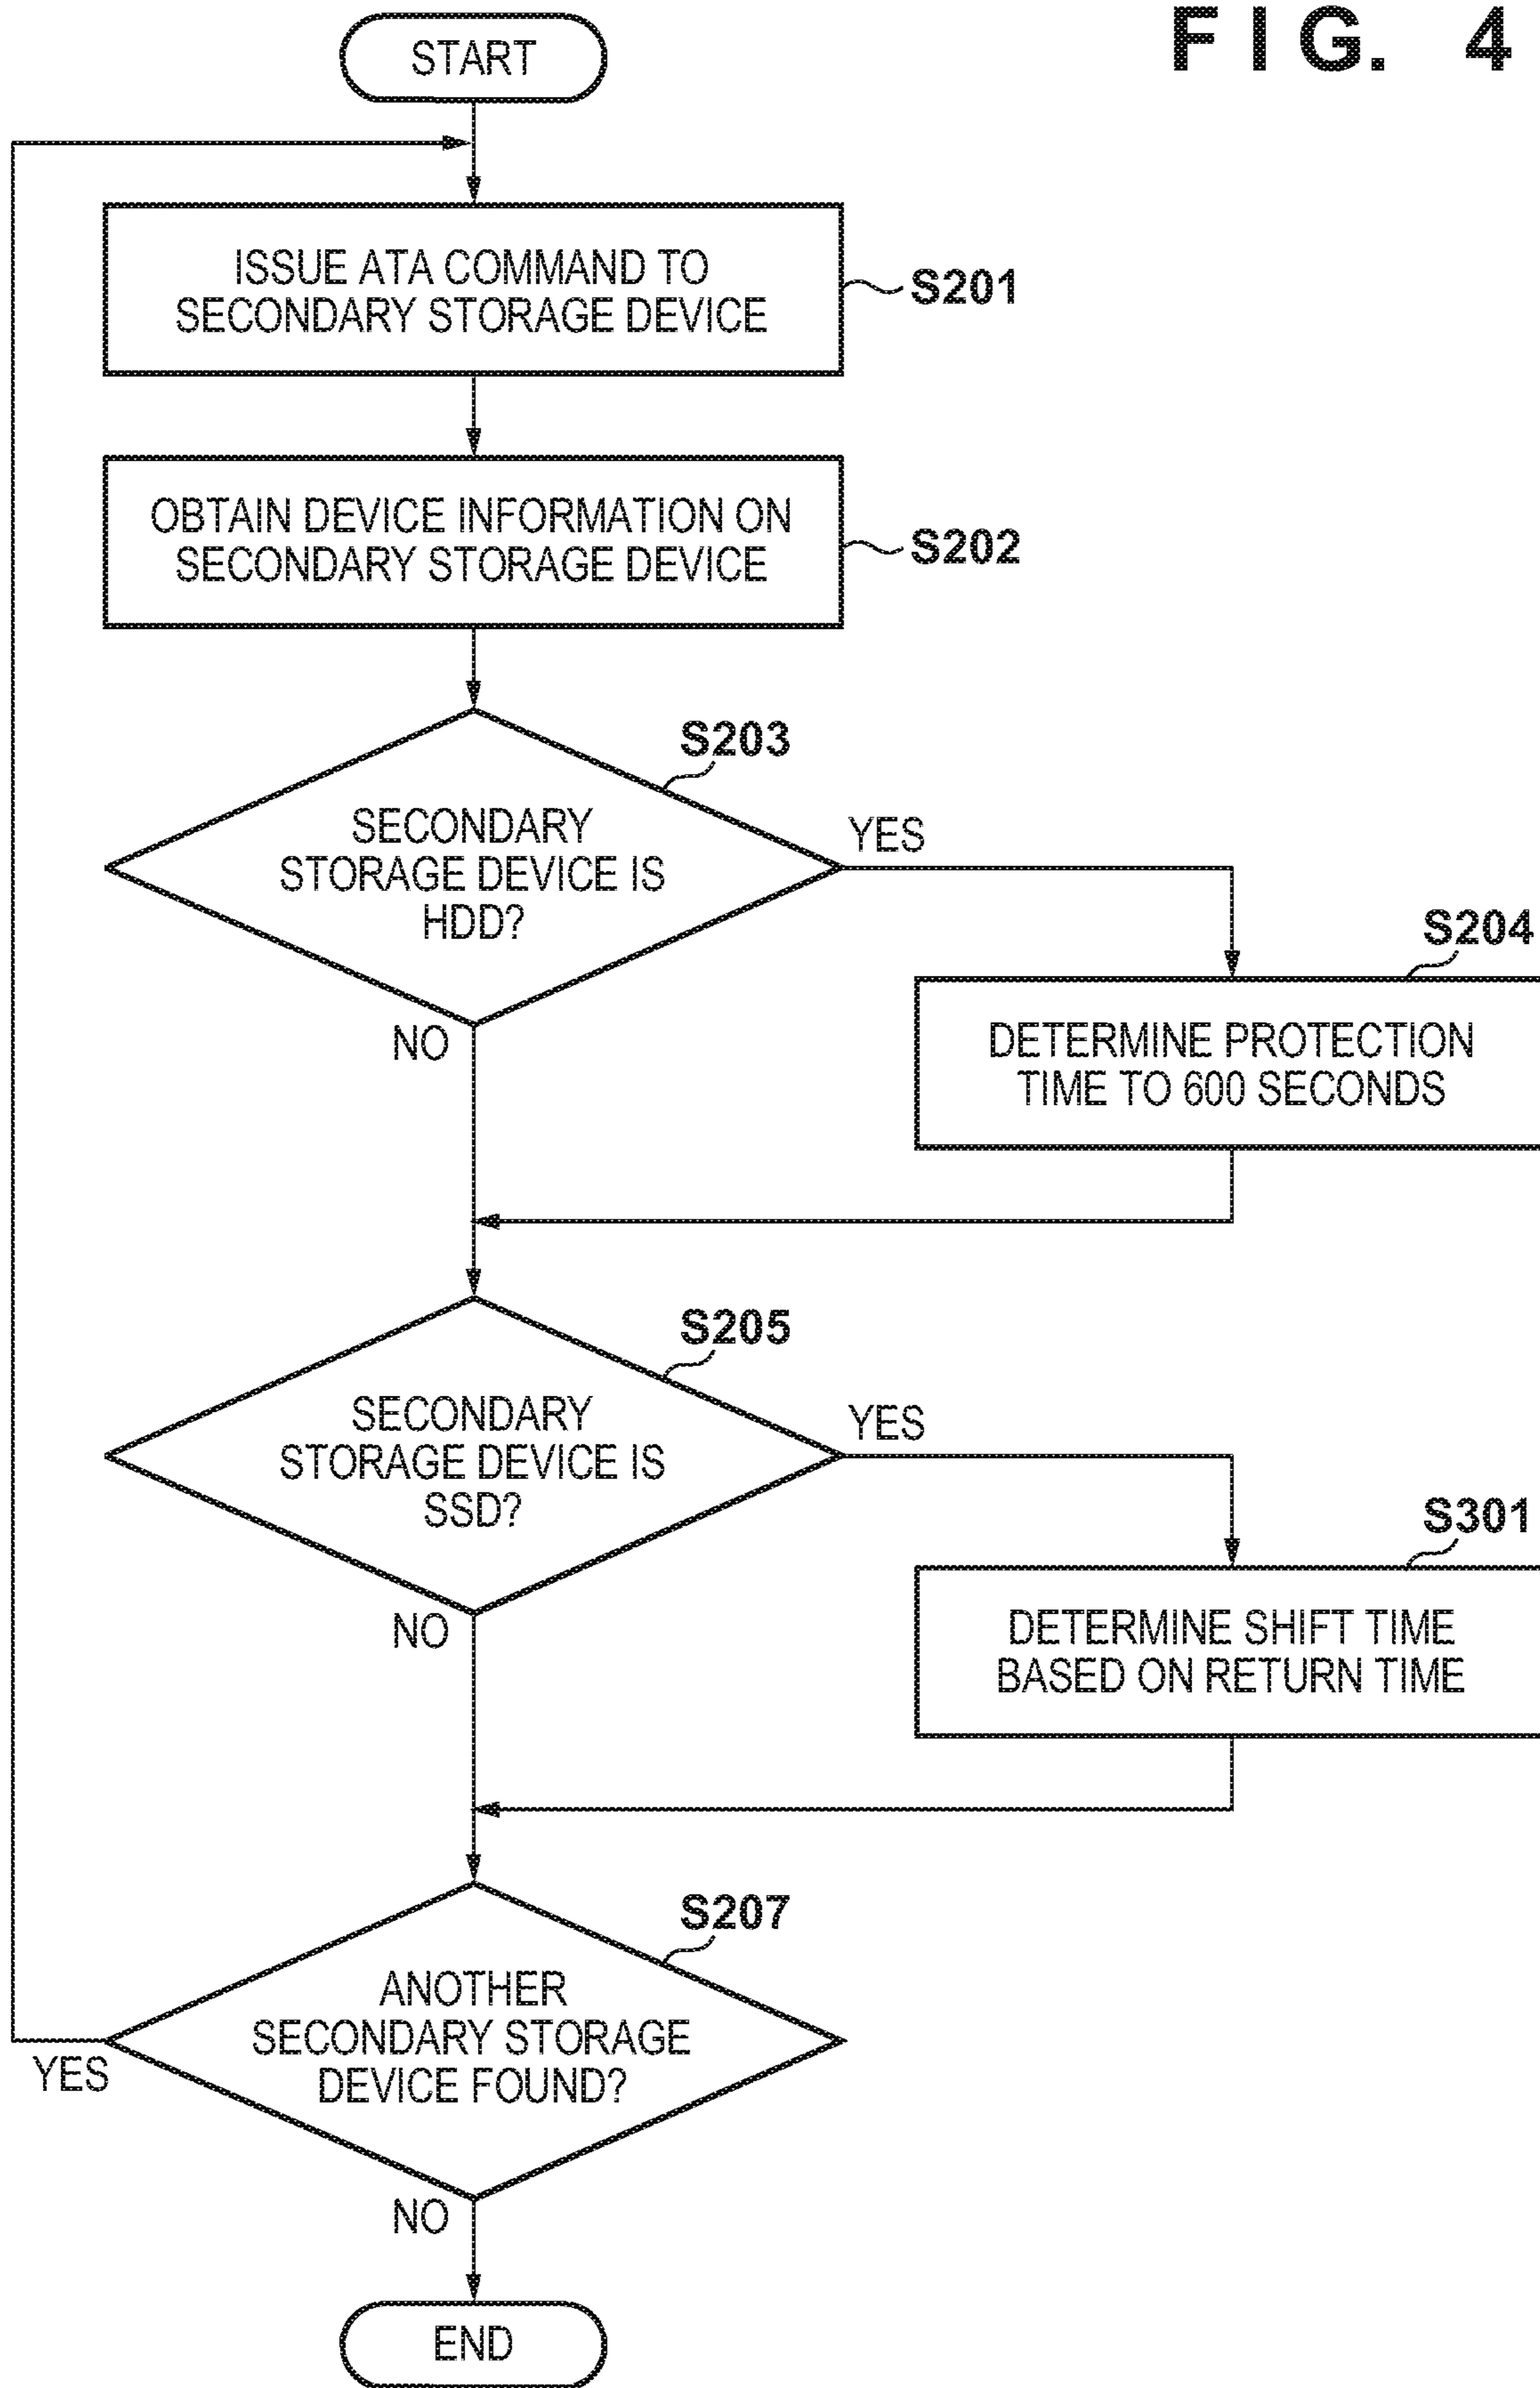 FIG. 4
START
ISSUE ATA COMMAND TO
SECONDARY STORAGE DEVICE
S201
OBTAIN DEVICE INFORMATION ON
SECONDARY STORAGE DEVICE
S202
S203
SECONDARY
STORAGE DEVICE IS
HDD?
YES
NO
S204
DETERMINE PROTECTION
TIME TO 600 SECONDS
S205
SECONDARY
STORAGE DEVICE IS
SSD?
YES
NO
S301
DETERMINE SHIFT TIME
BASED ON RETURN TIME
S207
ANOTHER
SECONDARY STORAGE
DEVICE FOUND?
YES
NO
END